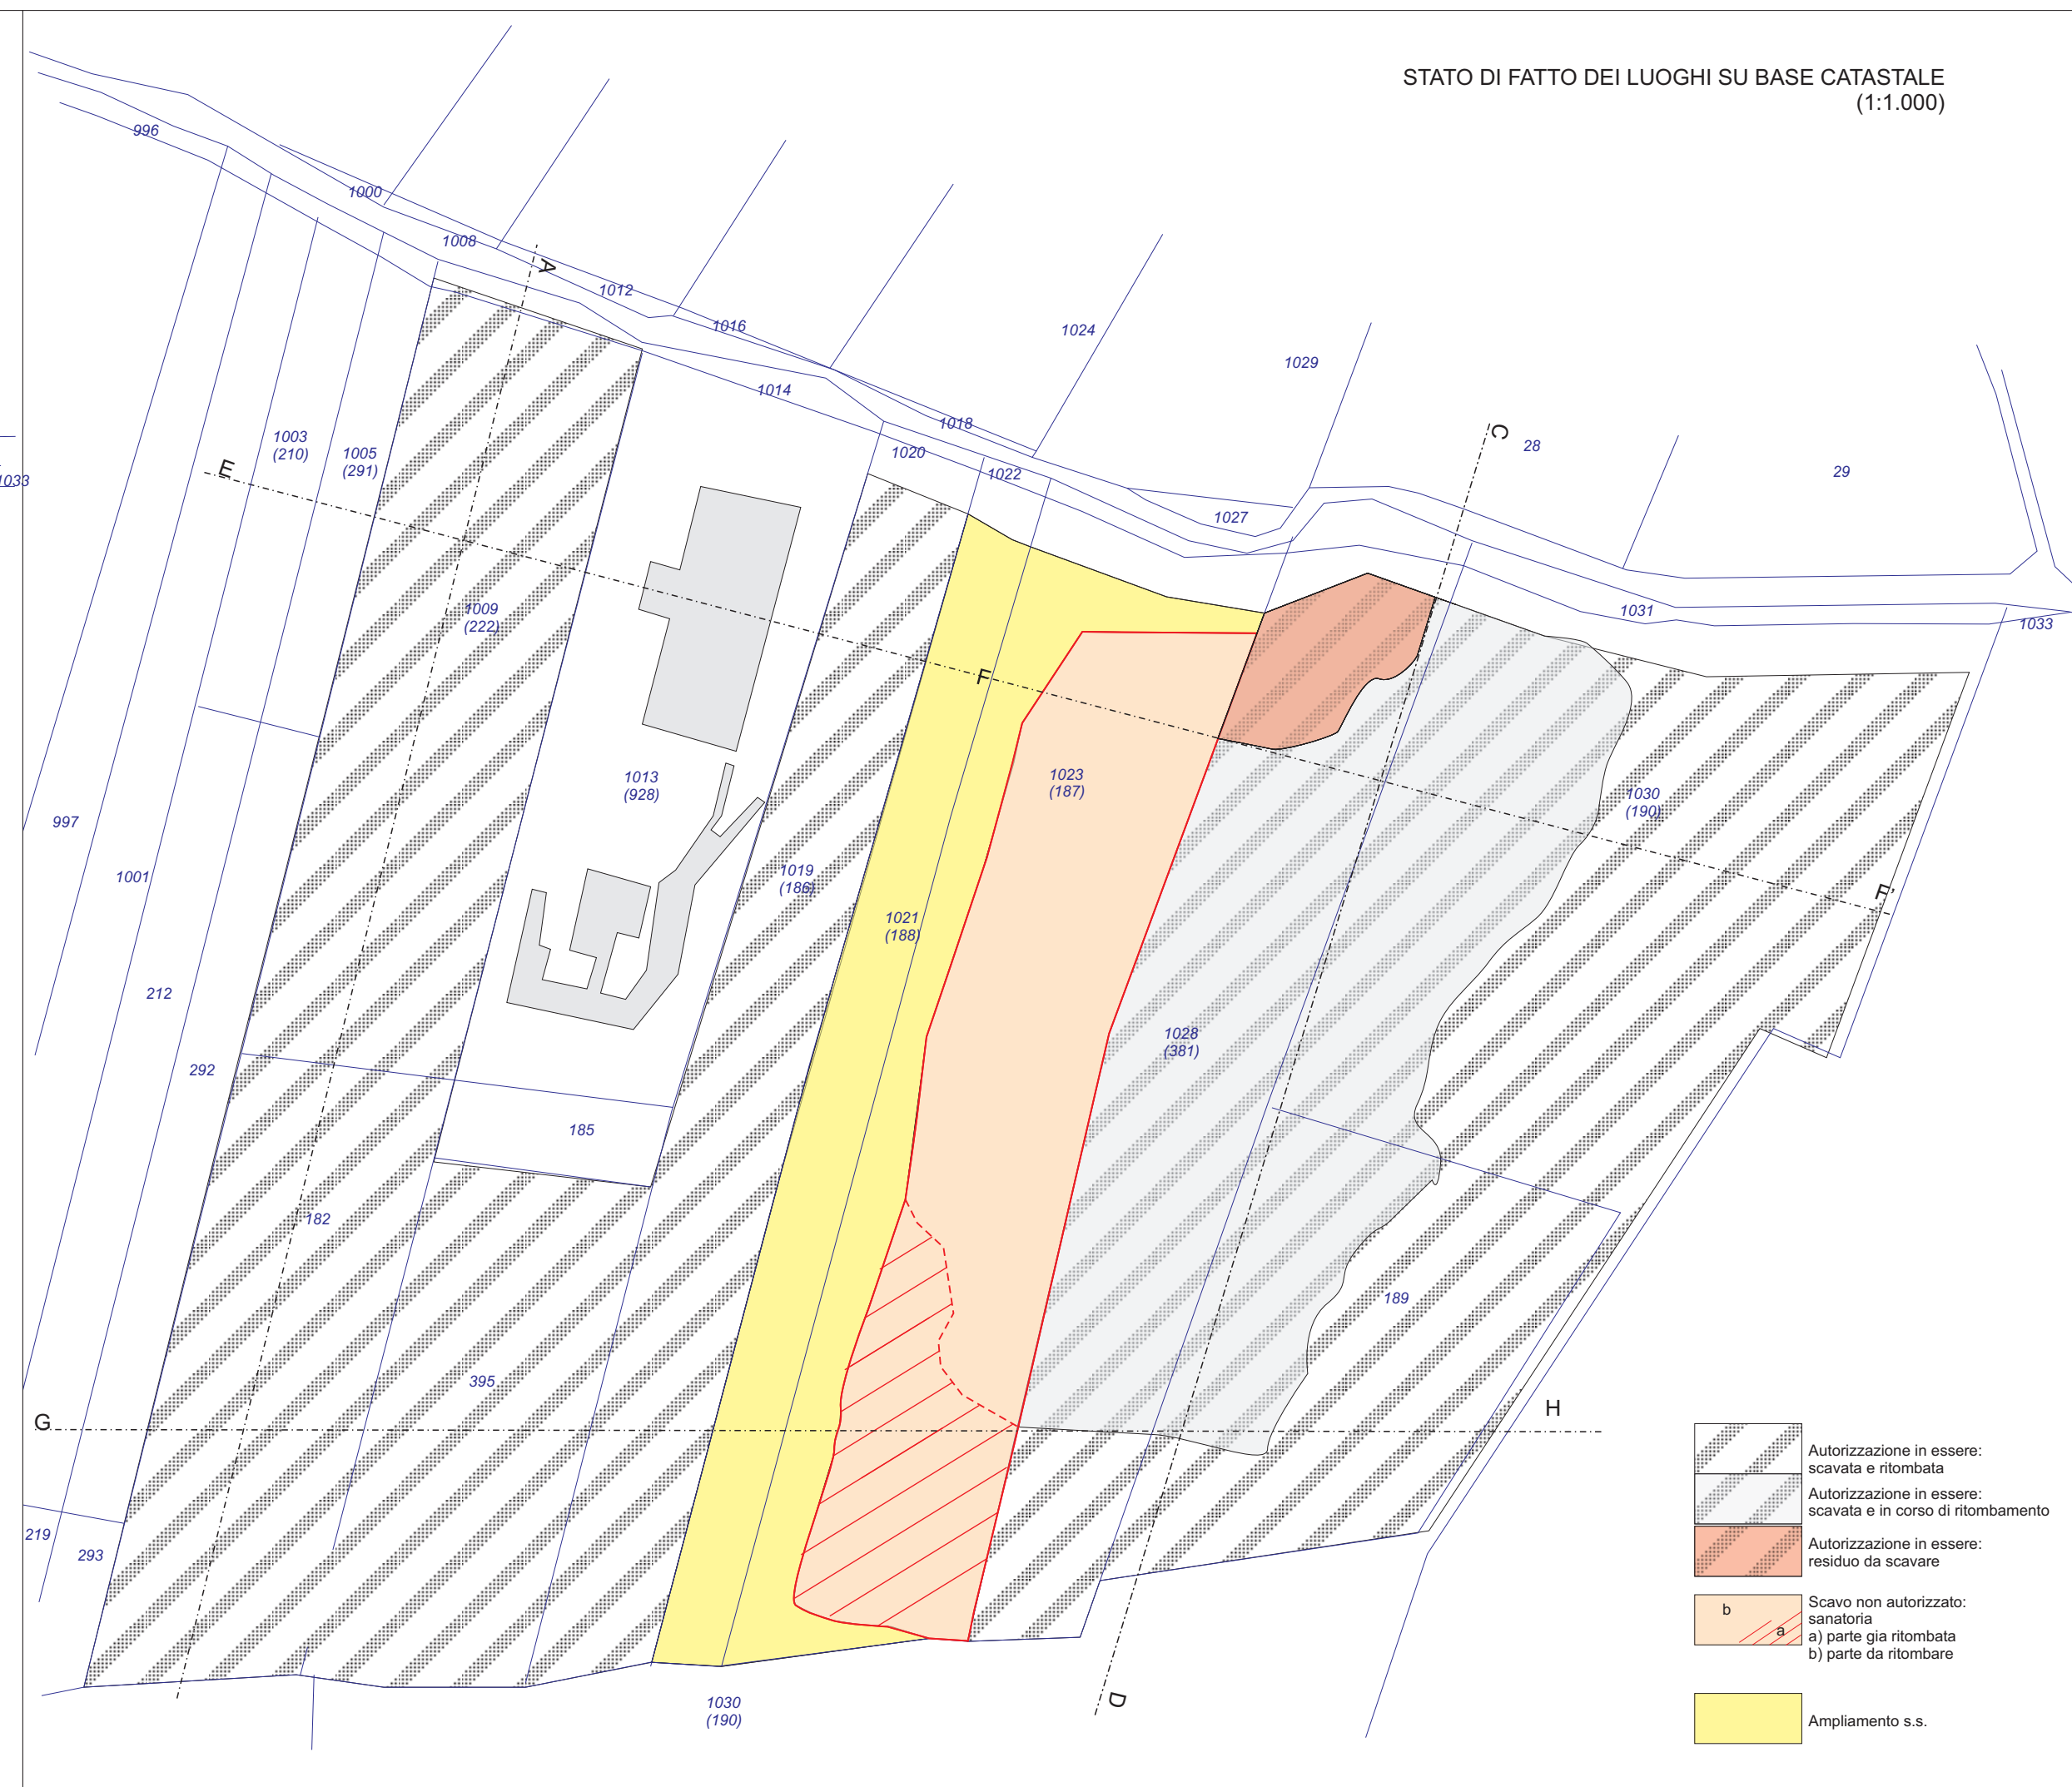 STATO DI FATTO DEI LUOGHI SU BASE CATASTALE
(1:1.000)
996
1000
1008
A
1012
1016
1024
1029
1014
1018
1020
1022
1027
C
28
29
1031
1033
1033
1003
(210)
1005
(291)
E
1009
(222)
F
1013
(928)
1023
(187)
1030
(190)
997
1001
1019
(186)
F'
1021
(188)
212
292
1028
(381)
185
182
189
395
G
H
219
293
1030
(190)
D
Autorizzazione in essere:
scavata e ritombata
Autorizzazione in essere:
scavata e in corso di ritombamento
Autorizzazione in essere:
residuo da scavare
b
a
Scavo non autorizzato:
sanatoria
a) parte gia ritombata
b) parte da ritombare
Ampliamento s.s.